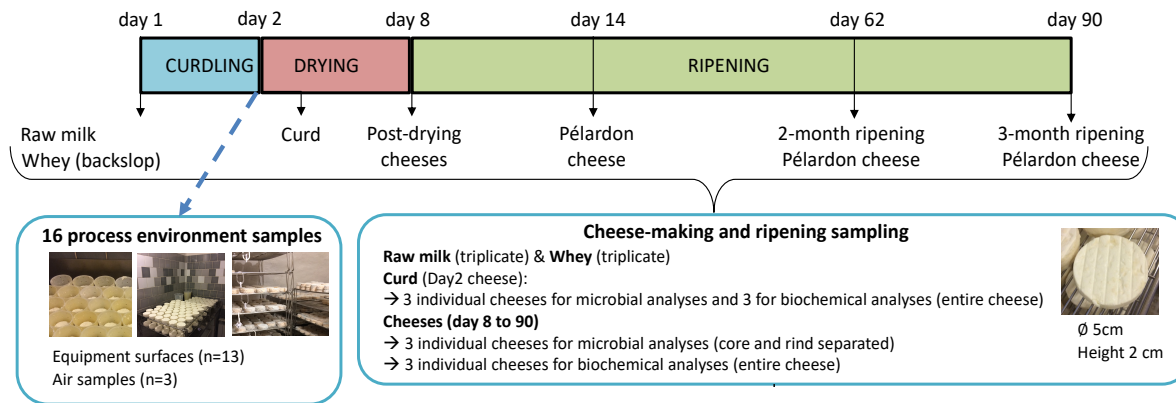 day 1 day 2 day 8 day 14 day 62 day 90
CURDLING DRYING RIPENING
Raw milk
Whey (backslop)
Curd
Post-drying
cheeses
Pélardon
cheese
2-month ripening
Pélardon cheese
3-month ripening
Pélardon cheese
16 process environment samples
Equipment surfaces (n=13)
Air samples (n=3)
Cheese-making and ripening sampling
Raw milk (triplicate) & Whey (triplicate)
Curd (Day2 cheese):
→ 3 individual cheeses for microbial analyses and 3 for biochemical analyses (entire cheese)
Cheeses (day 8 to 90)
→ 3 individual cheeses for microbial analyses (core and rind separated)
→ 3 individual cheeses for biochemical analyses (entire cheese)
Ø 5cm
Height 2 cm